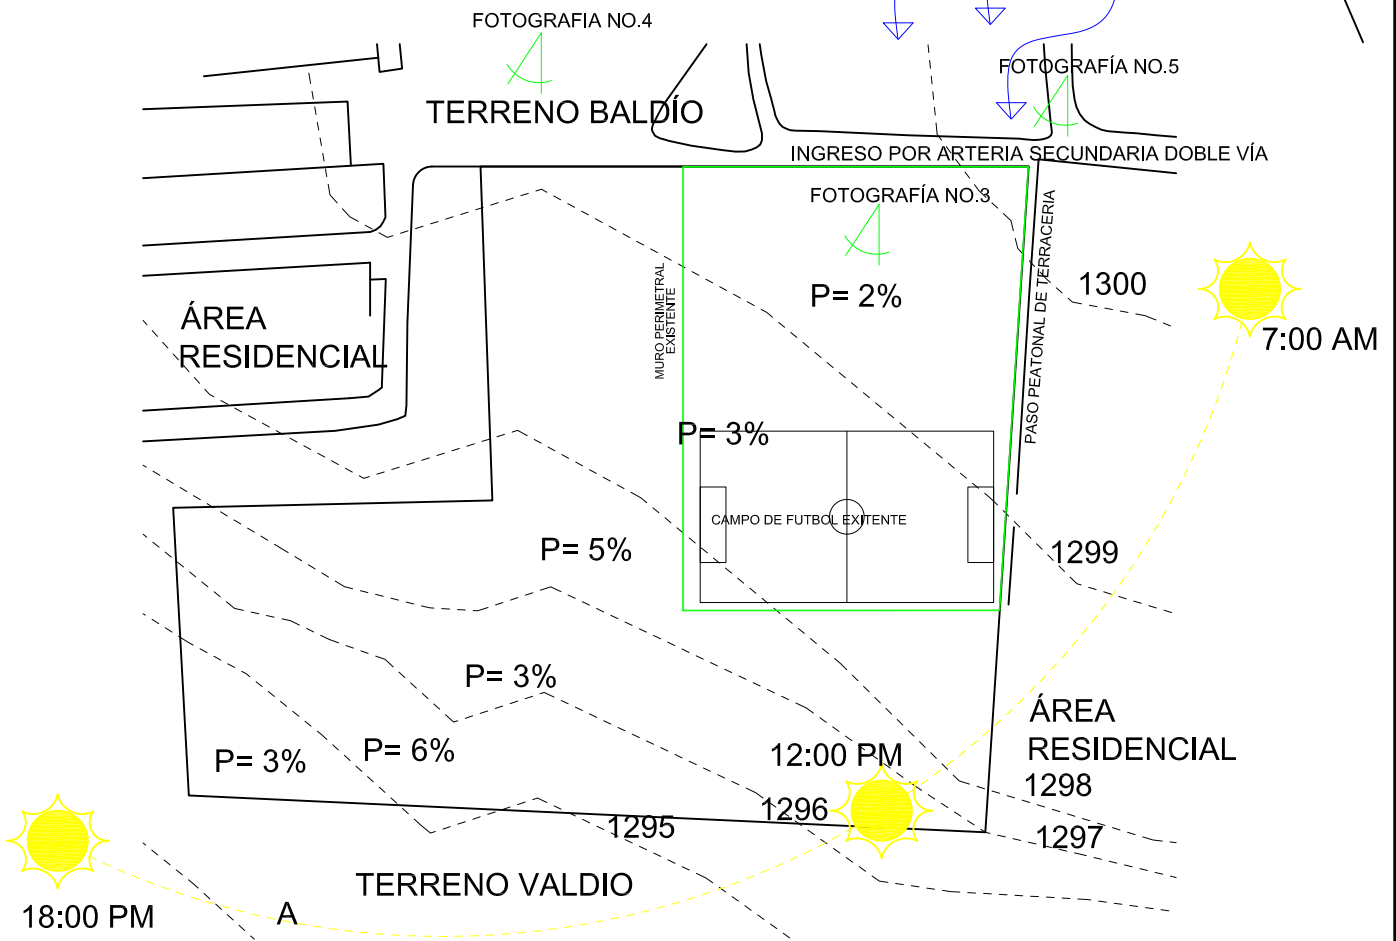 FOTOGRAFIA NO.4
FOTOGRAFÍA NO.5
TERRENO BALDÍO
INGRESO POR ARTERIA SECUNDARIA DOBLE VÍA
FOTOGRAFÍA NO.3
PASO PEATONAL DE TERRACERIA
MURO PERIMETRAL
EXISTENTE
P= 2%
1300
7:00 AM
ÁREA
RESIDENCIAL
P= 3%
CAMPO DE FUTBOL EXITENTE
P= 5%
1299
P= 3%
ÁREA
RESIDENCIAL
P= 3%
P= 6%
12:00 PM
1298
1296
1295
1297
TERRENO VALDIO
18:00 PM
A